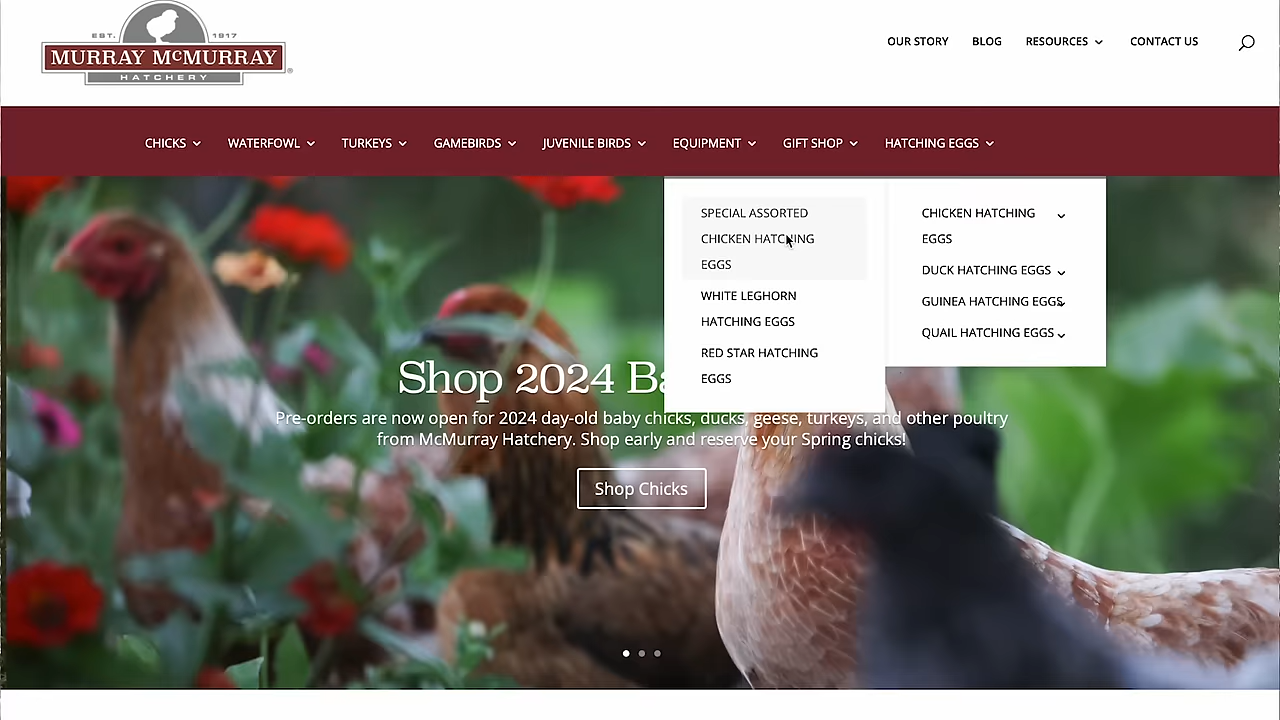 EST. 1917
MURRAY McMURRAY
HATCHERY
®
OUR STORY BLOG RESOURCES CONTACT US
CHICKS WATERFOWL TURKEYS GAMEBIRDS JUVENILE BIRDS EQUIPMENT GIFT SHOP HATCHING EGGS
SPECIAL ASSORTED
CHICKEN HATCHING
EGGS
WHITE LEGHORN
HATCHING EGGS
RED STAR HATCHING
EGGS
CHICKEN HATCHING
EGGS
DUCK HATCHING EGGS
GUINEA HATCHING EGGS
QUAIL HATCHING EGGS
Shop 2024 Ba
Pre-orders are now open for 2024 day-old baby chicks, ducks, geese, turkeys, and other poultry
from McMurray Hatchery. Shop early and reserve your Spring chicks!
Shop Chicks